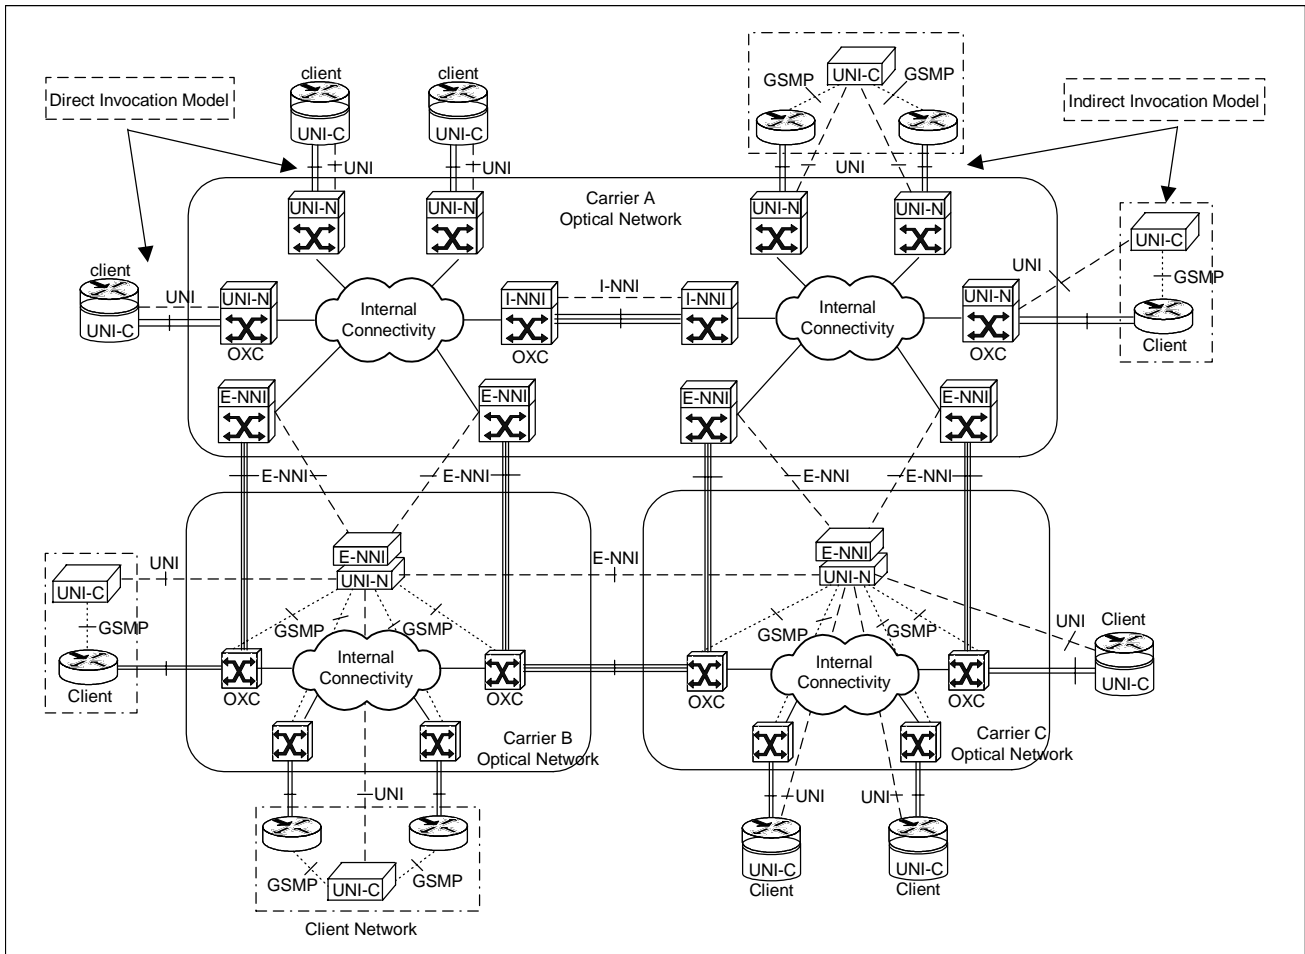 client
client
UNI-C
GSMP
GSMP
Direct Invocation Model
Indirect Invocation Model
UNI-C
UNI-C
UNI
UNI
UNI
Carrier A
Optical Network
UNI-N
UNI-N
UNI-N
UNI-N
UNI-C
UNI
GSMP
client
UNI
UNI-N
UNI-C
OXC
Internal
Connectivity
I-NNI
I-NNI
I-NNI
OXC
Internal
Connectivity
UNI-N
OXC
Client
E-NNI
E-NNI
E-NNI
E-NNI
E-NNI
E-NNI
E-NNI
E-NNI
E-NNI
UNI-N
E-NNI
E-NNI
UNI-N
UNI
UNI-C
GSMP
Client
GSMP
GSMP
OXC
Internal
Connectivity
OXC
GSMP
GSMP
OXC
Internal
Connectivity
OXC
UNI
Client
UNI-C
Carrier B
Optical Network
Carrier C
Optical Network
UNI
UNI
UNI
GSMP
GSMP
UNI-C
Client Network
UNI-C
Client
UNI-C
Client